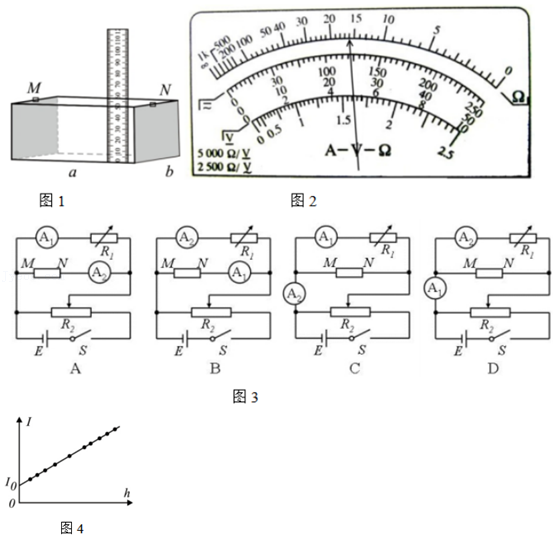 M
N
a
b
图1
1k 500 200 100 50 40 30 20 15 10 5 0
∞
Ω
0 30 100 150 200 250
0 10 20 30 40 50
0 2 4 6 8 10
0 0.5 1 1.5 2 2.5
V
5 000 Ω/V
2 500 Ω/V
A－V－Ω
图2
A1 R1 M N A2 R2 E S
A
A2 R1 M N A1 R2 E S
B
A1 R1 M N A2 R2 E S
C
A2 R1 M N A1 R2 E S
D
图3
I
I0
0
h
图4